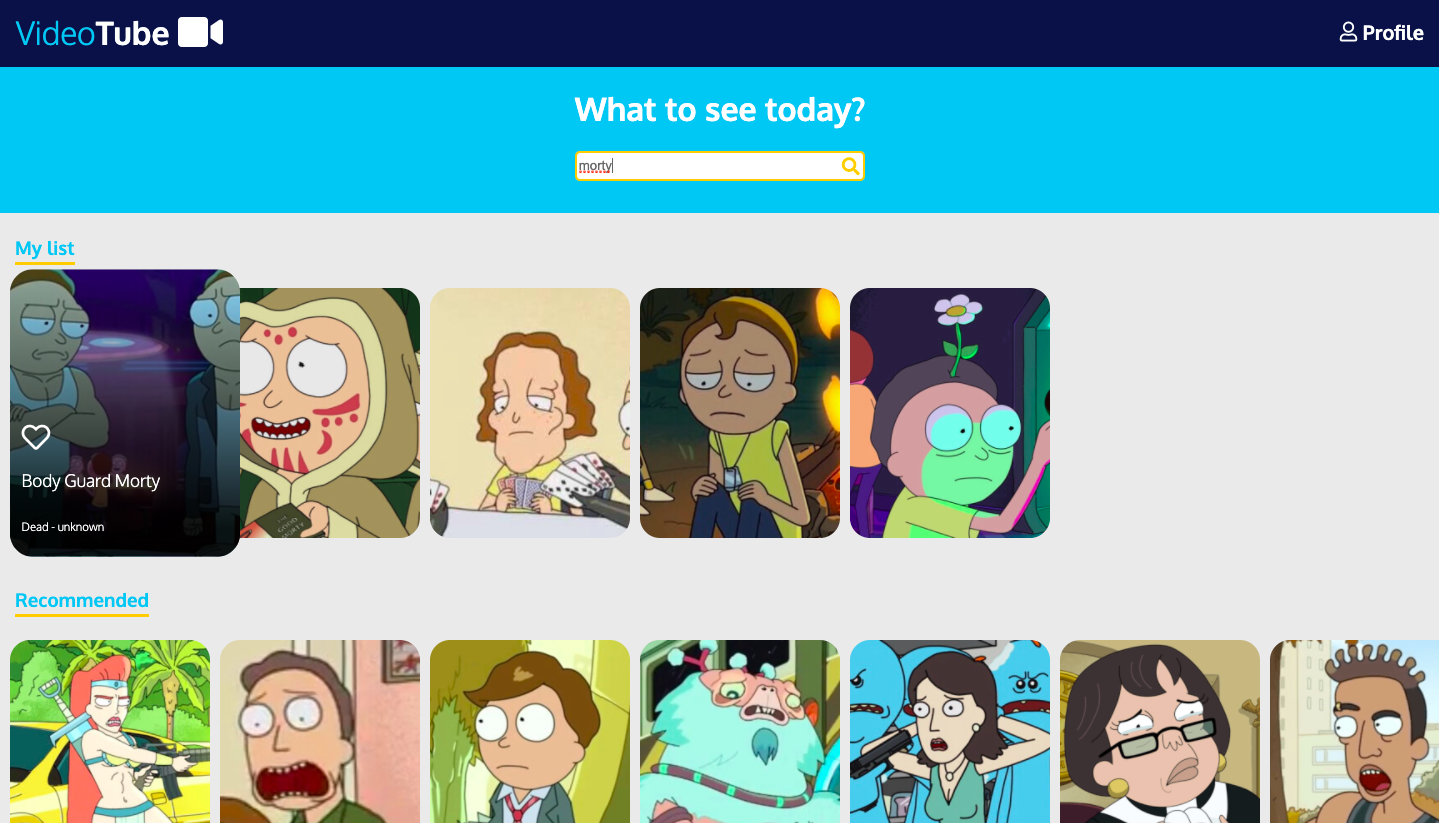 VideoTube
Profile
What to see today?
morty
My list
Body Guard Morty
Dead - unknown
Recommended